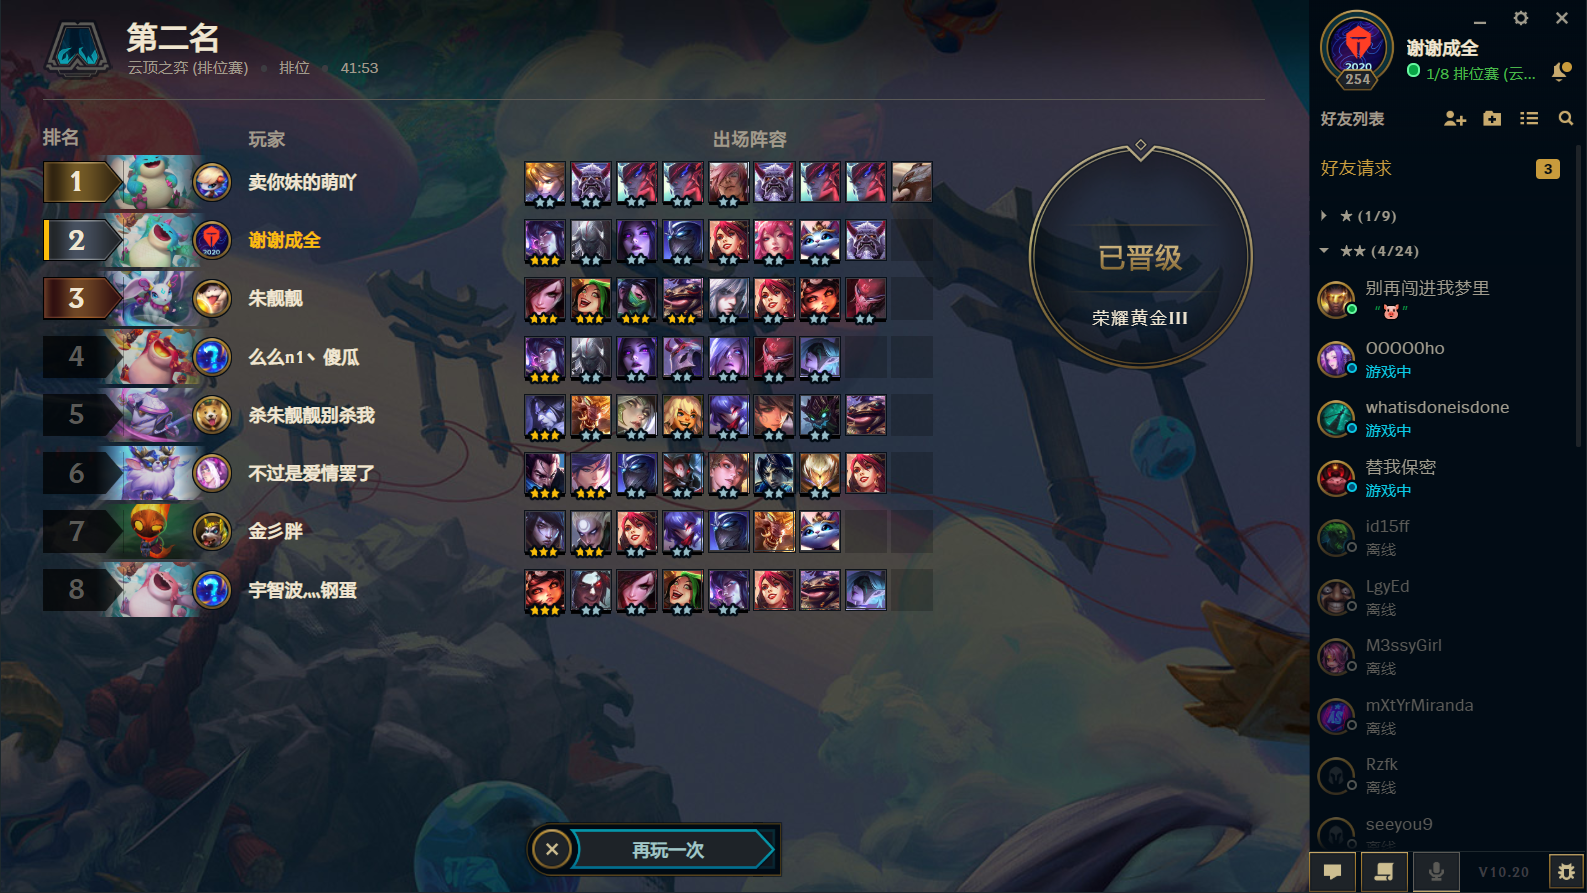 第二名
云顶之弈 (排位赛) • 排位 • 41:53
排名 玩家 出场阵容
1 卖你妹的萌吖
2 谢谢成全
3 朱靓靓
4 么么n1丶傻瓜
5 杀朱靓靓别杀我
6 不过是爱情罢了
7 金彡胖
8 宇智波灬钢蛋
已晋级
荣耀黄金III
再玩一次
2020
254
谢谢成全
1/8 排位赛 (云...
好友列表
好友请求 3
★ (1/9)
★★ (4/24)
别再闯进我梦里
“🐷”
OOOO0ho
游戏中
whatisdoneisdone
游戏中
替我保密
游戏中
id15ff
离线
LgyEd
离线
M3ssyGirl
离线
mXtYrMiranda
离线
Rzfk
离线
seeyou9
离线
V10.20